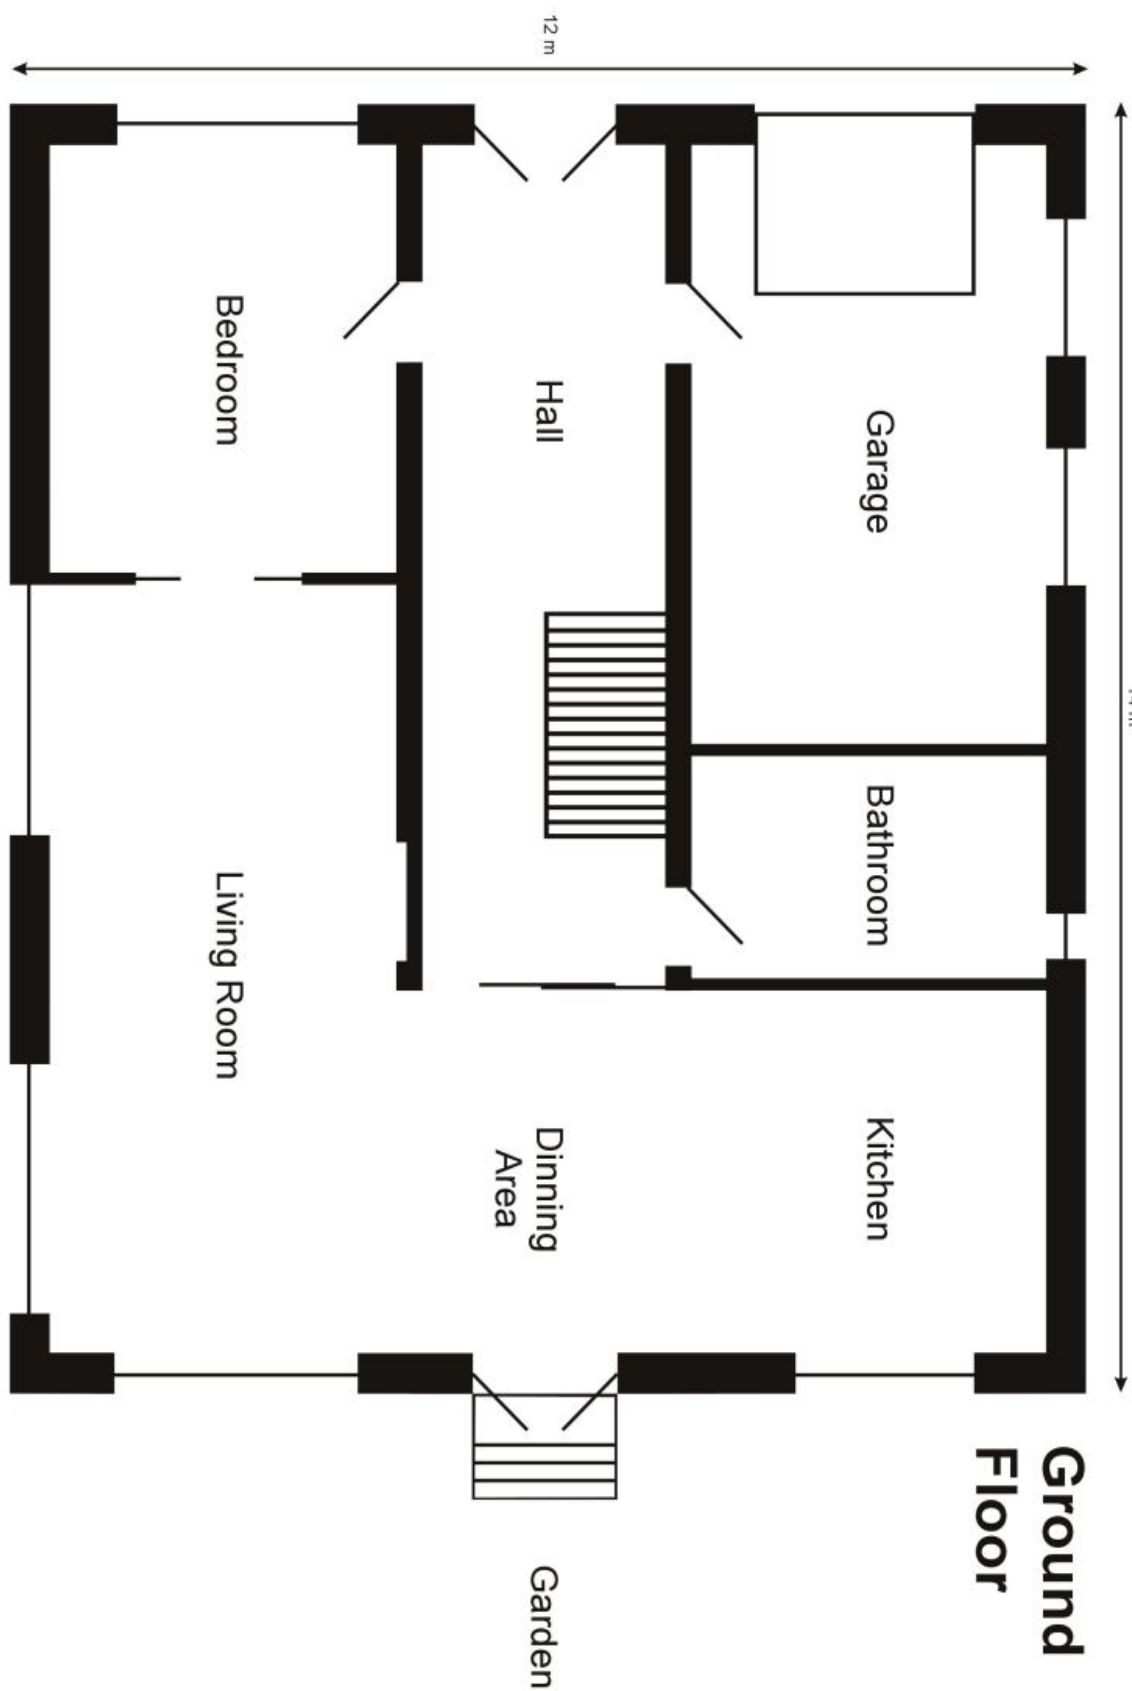 Ground
Floor
Garage
Bathroom
Kitchen
12 m
Hall
Dinning
Area
Garden
Bedroom
Living Room